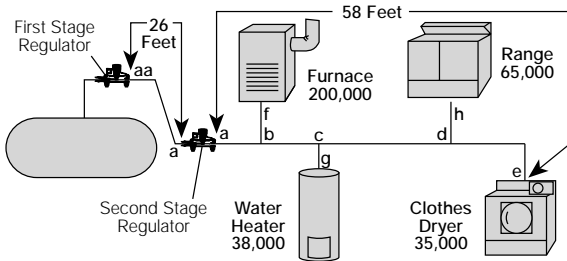 58 Feet
First Stage
Regulator
26
Feet
aa
a
a
Furnace
200,000
Range
65,000
f
b
c
d
h
g
e
Second Stage
Regulator
Water
Heater
38,000
Clothes
Dryer
35,000